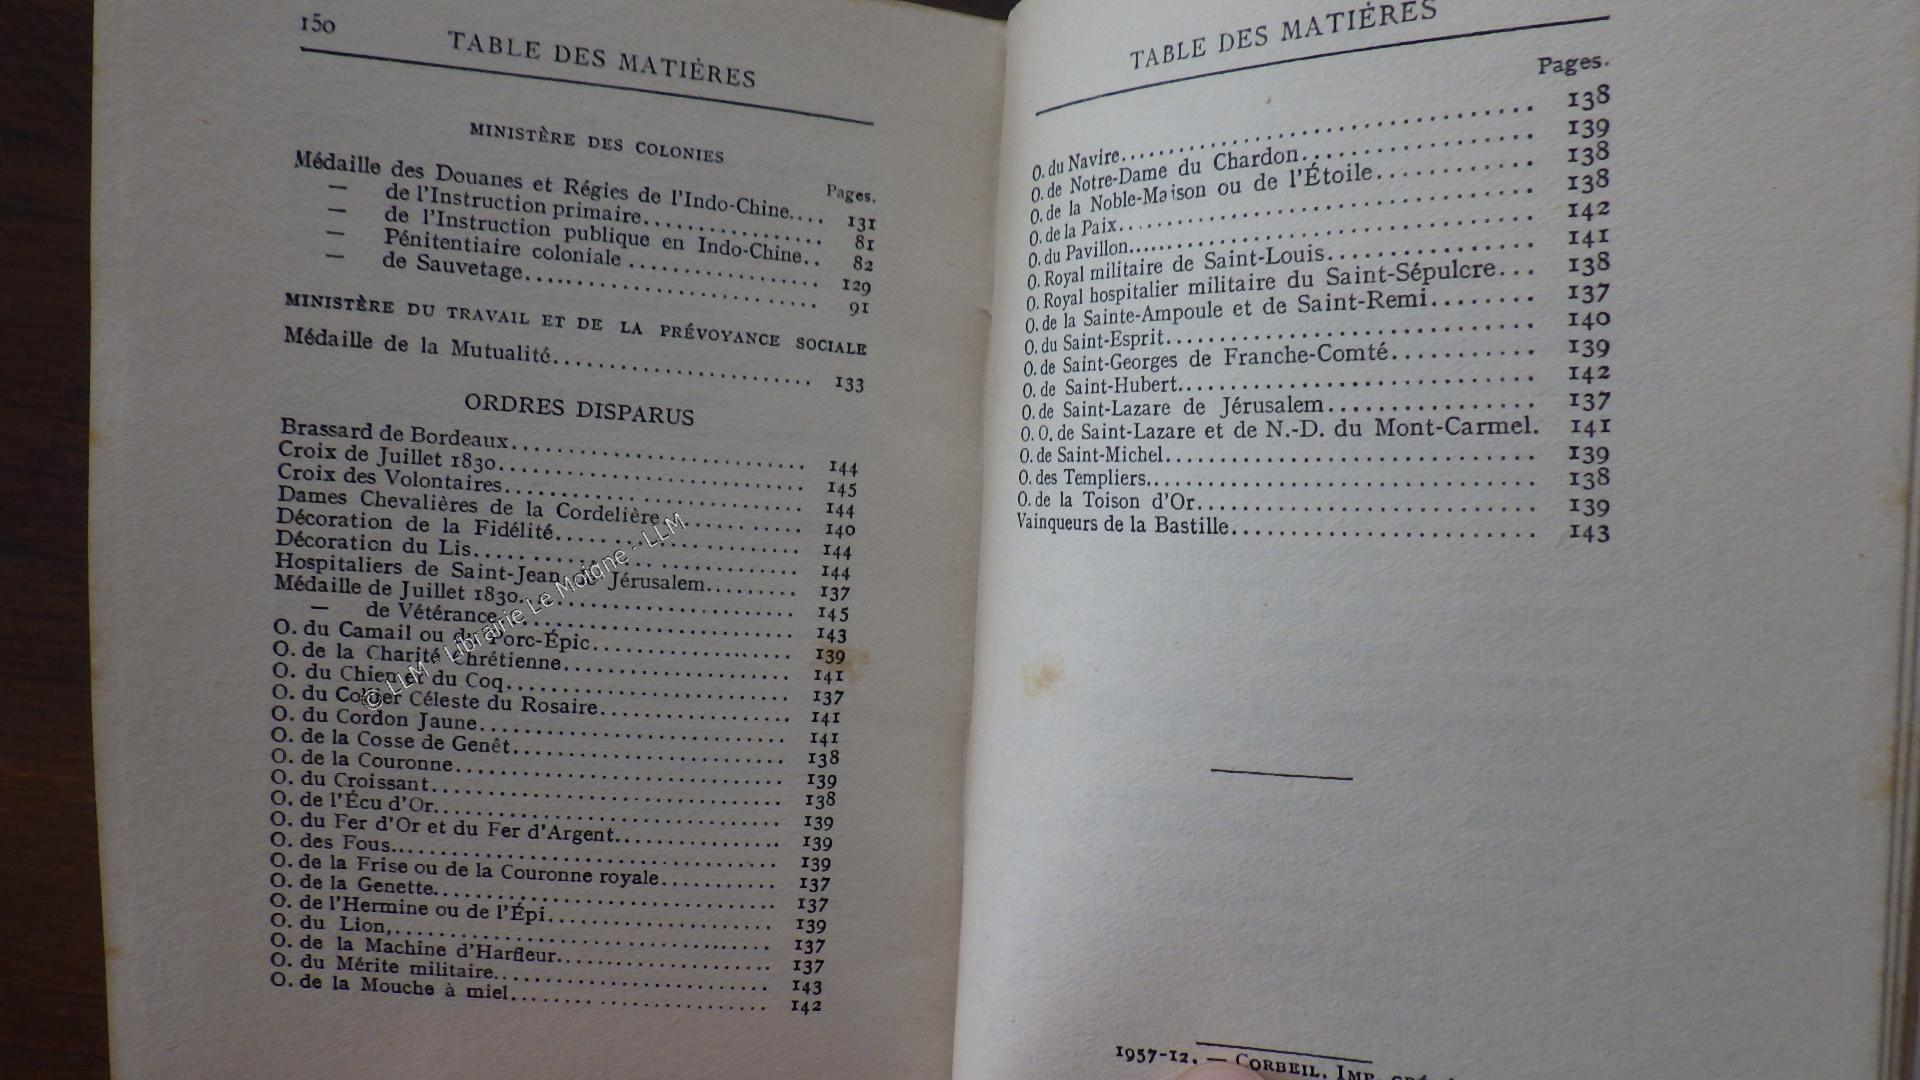 150
TABLE DES MATIÈRES
MINISTÈRE DES COLONIES
Pages.
Médaille des Douanes et Régies de l'Indo-Chine.... 131
— de l'Instruction primaire................ 81
— de l'Instruction publique en Indo-Chine.. 82
— Pénitentiaire coloniale ................. 129
— de Sauvetage............................. 91
MINISTÈRE DU TRAVAIL ET DE LA PRÉVOYANCE SOCIALE
Médaille de la Mutualité......................... 133
ORDRES DISPARUS
Brassard de Bordeaux............................. 144
Croix de Juillet 1830............................ 145
Croix des Volontaires............................ 144
Dames Chevalières de la Cordelière............... 140
Décoration de la Fidélité........................ 144
Décoration du Lis................................ 144
Hospitaliers de Saint-Jean de Jérusalem......... 137
Médaille de Juillet 1830......................... 145
— de Vétérance............................. 143
O. du Camail ou du Porc-Épic..................... 139
O. de la Charité Chrétienne...................... 141
O. du Chien et du Coq............................ 137
O. du Collier Céleste du Rosaire................. 141
O. du Cordon Jaune............................... 141
O. de la Cosse de Genêt.......................... 138
O. de la Couronne................................ 139
O. du Croissant.................................. 138
O. de l'Écu d'Or................................. 139
O. du Fer d'Or et du Fer d'Argent................ 139
O. des Fous...................................... 139
O. de la Frise ou de la Couronne royale.......... 137
O. de la Genette................................. 137
O. de l'Hermine ou de l'Épi...................... 139
O. du Lion,...................................... 137
O. de la Machine d'Harfleur...................... 137
O. du Mérite militaire........................... 143
O. de la Mouche à miel........................... 142
© LLM - Librairie Le Moigne - LLM
TABLE DES MATIÈRES
Pages.
O. du Navire..................................... 138
O. de Notre-Dame du Chardon...................... 139
O. de la Noble-Maison ou de l'Étoile............. 138
O. de la Paix.................................... 138
O. du Pavillon................................... 142
O. Royal militaire de Saint-Louis................ 141
O. Royal hospitalier militaire du Saint-Sépulcre... 138
O. de la Sainte-Ampoule et de Saint-Remi........ 137
O. du Saint-Esprit............................... 140
O. de Saint-Georges de Franche-Comté............ 139
O. de Saint-Hubert............................... 142
O. de Saint-Lazare de Jérusalem.................. 137
O. O. de Saint-Lazare et de N.-D. du Mont-Carmel. 141
O. de Saint-Michel............................... 139
O. des Templiers................................. 138
O. de la Toison d'Or............................. 139
Vainqueurs de la Bastille........................ 143
1957-12. — CORBEIL. IMP.